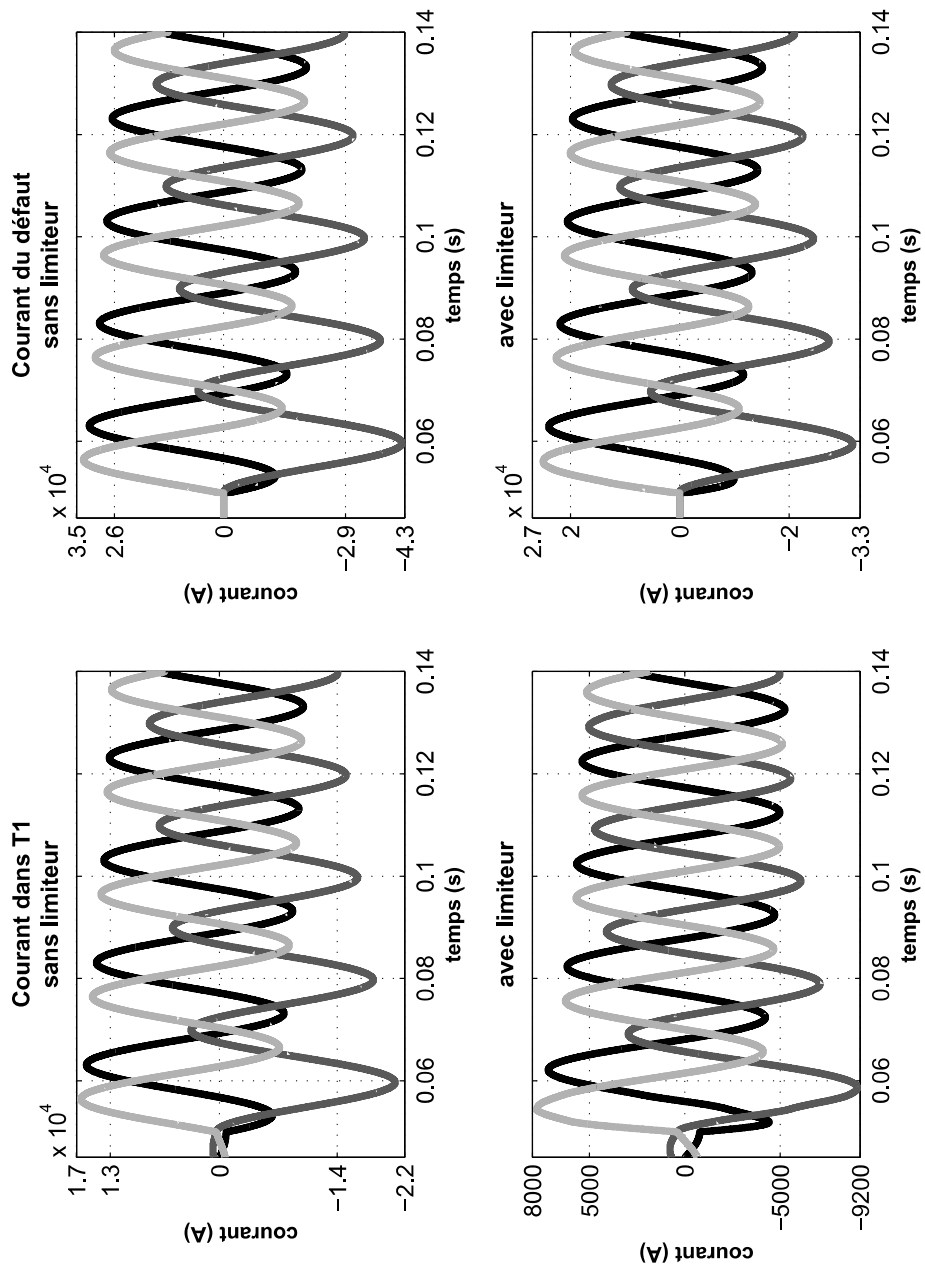 Courant dans T1
sans limiteur
x 10^4
1.7
1.3
0
−1.4
−2.2
courant (A)
0.06
0.08
0.1
0.12
0.14
temps (s)
Courant du défaut
sans limiteur
x 10^4
3.5
2.6
0
−2.9
−4.3
courant (A)
0.06
0.08
0.1
0.12
0.14
temps (s)
avec limiteur
8000
5000
0
−5000
−9200
courant (A)
0.06
0.08
0.1
0.12
0.14
temps (s)
avec limiteur
x 10^4
2.7
2
0
−2
−3.3
courant (A)
0.06
0.08
0.1
0.12
0.14
temps (s)